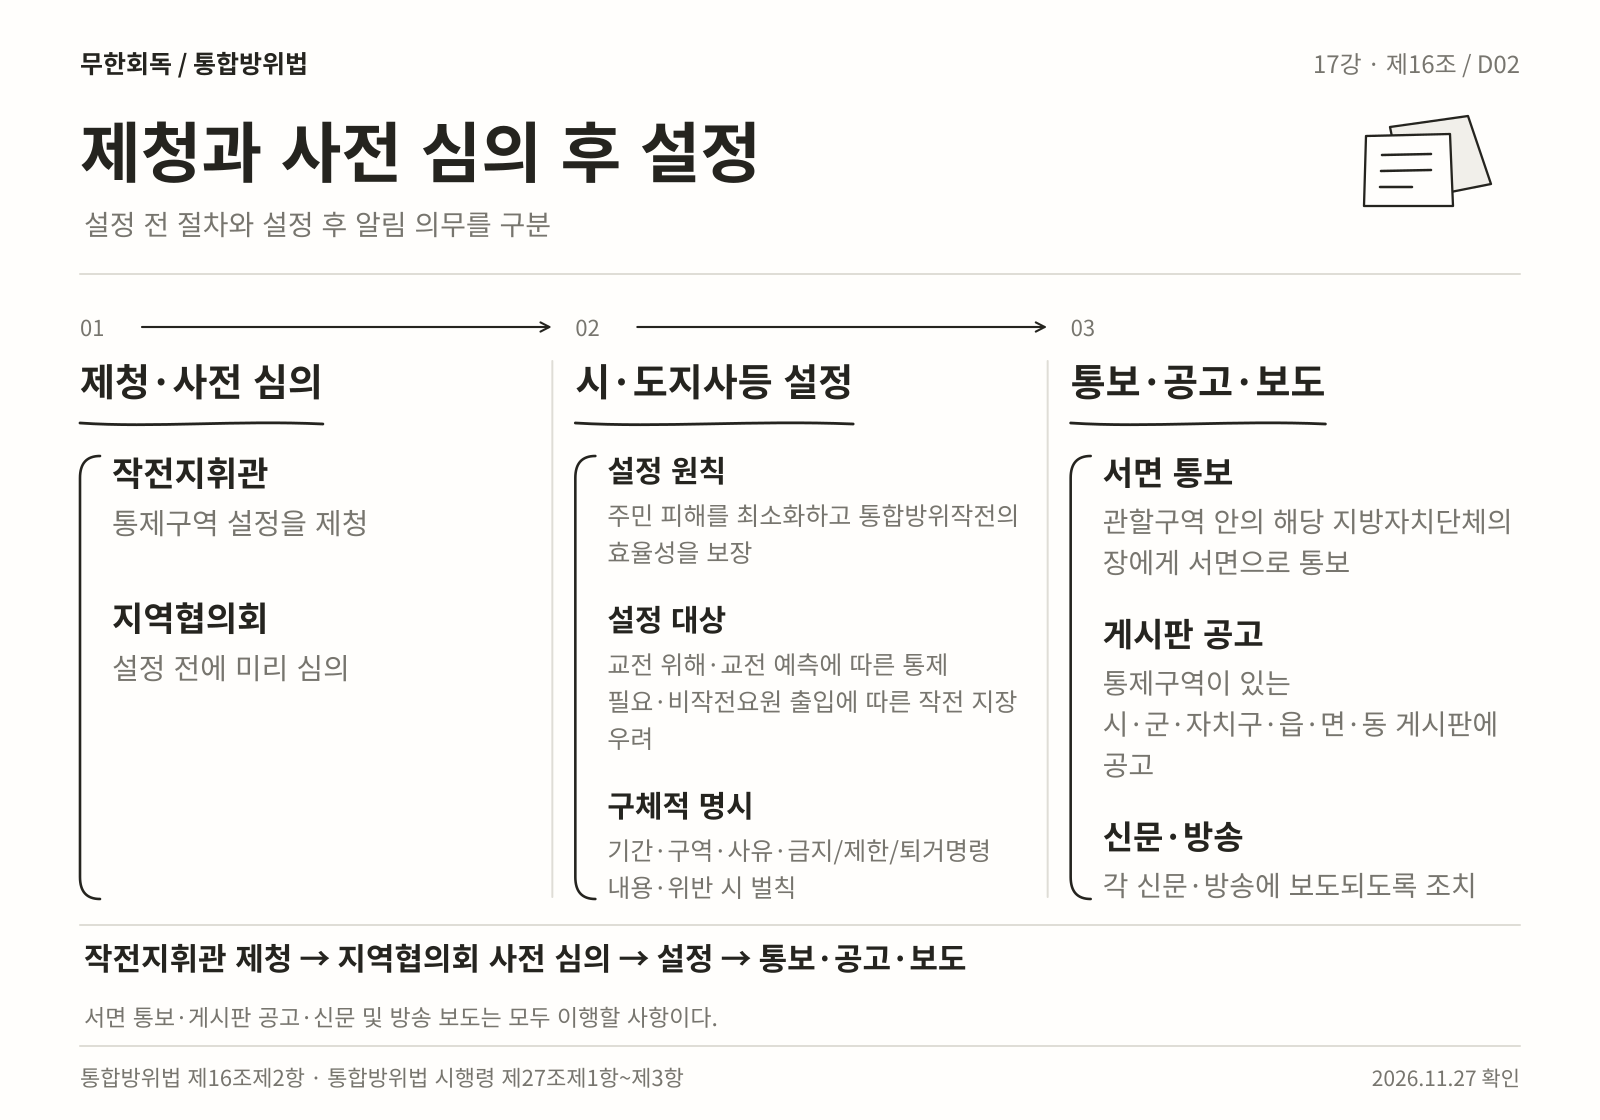 무한회독 / 통합방위법
17강 · 제16조 / D02
제청과 사전 심의 후 설정
설정 전 절차와 설정 후 알림 의무를 구분
01
제청·사전 심의
작전지휘관
통제구역 설정을 제청
지역협의회
설정 전에 미리 심의
02
시·도지사등 설정
설정 원칙
주민 피해를 최소화하고 통합방위작전의
효율성을 보장
설정 대상
교전 위해·교전 예측에 따른 통제
필요·비작전요원 출입에 따른 작전 지장
우려
구체적 명시
기간·구역·사유·금지/제한/퇴거명령
내용·위반 시 벌칙
03
통보·공고·보도
서면 통보
관할구역 안의 해당 지방자치단체의
장에게 서면으로 통보
게시판 공고
통제구역이 있는
시·군·자치구·읍·면·동 게시판에
공고
신문·방송
각 신문·방송에 보도되도록 조치
작전지휘관 제청 → 지역협의회 사전 심의 → 설정 → 통보·공고·보도
서면 통보·게시판 공고·신문 및 방송 보도는 모두 이행할 사항이다.
통합방위법 제16조제2항 · 통합방위법 시행령 제27조제1항~제3항
2026.11.27 확인